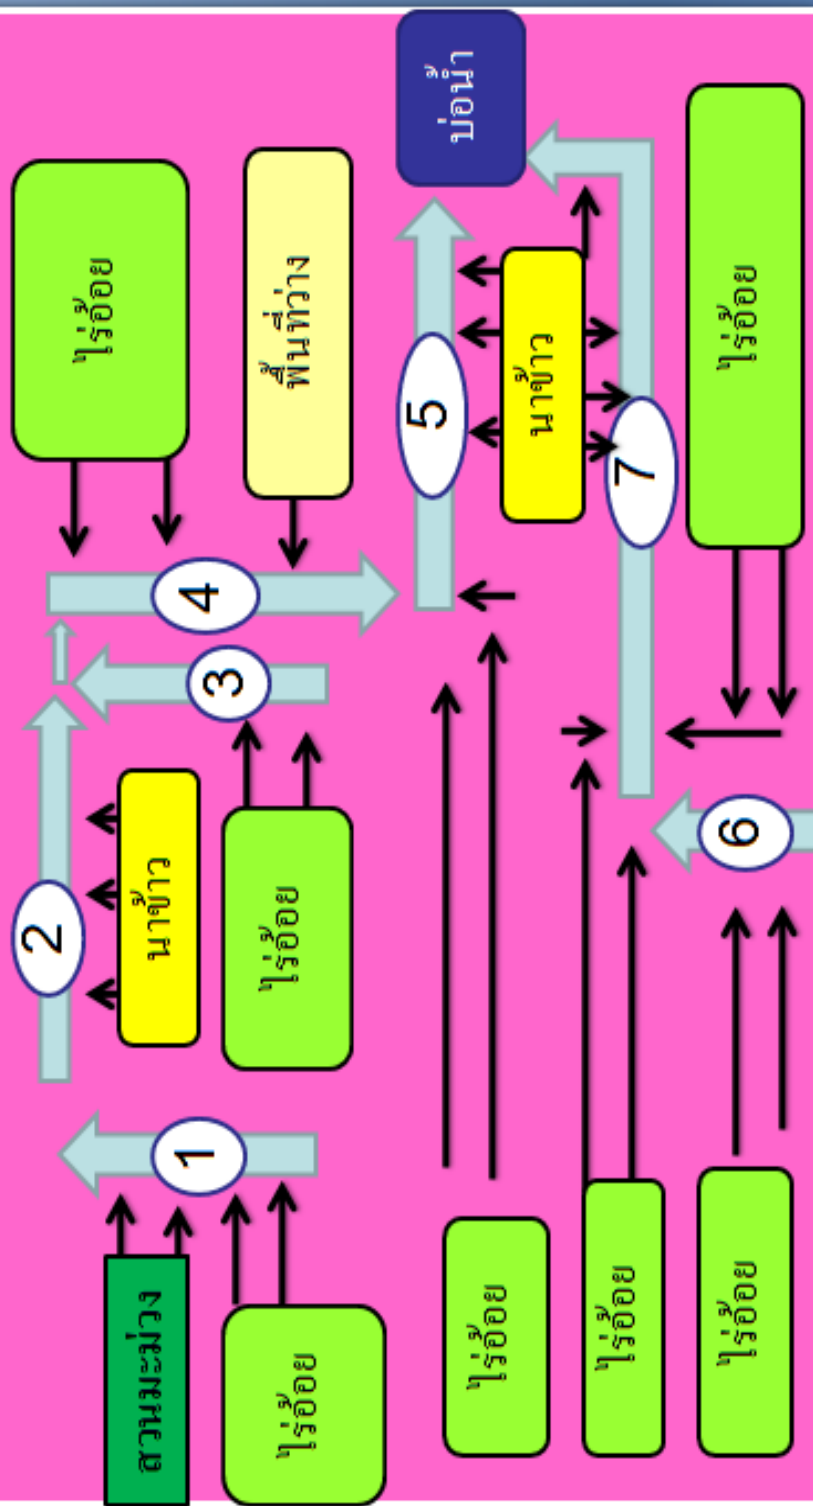 2
ไร่อ้อย
สวนมะม่วง
นาข้าว
1
3
4
ไร่อ้อย
ไร่อ้อย
พื้นที่ว่าง
5
บ่อน้ำ
ไร่อ้อย
นาข้าว
ไร่อ้อย
7
ไร่อ้อย
6
ไร่อ้อย